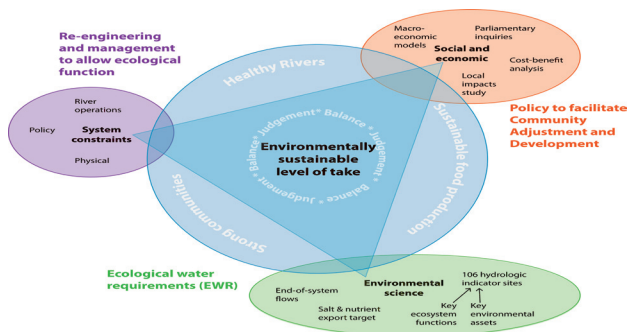 Re-engineering
and management
to allow ecological
function
River
operations
Policy
System
constraints
Physical
Macro-
economic
models
Parliamentary
inquiries
Social and
economic
Cost-benefit
analysis
Local
impacts
study
Policy to facilitate
Community
Adjustment and
Development
Healthy Rivers
Sustainable food production
Strong communities
Balance * Judgement * Balance * Judgement * Balance * Judgement *
Environmentally
sustainable
level of take
Ecological water
requirements (EWR)
Environmental
science
End-of-system
flows
Salt & nutrient
export target
106 hydrologic
indicator sites
Key
ecosystem
functions
Key
environmental
assets